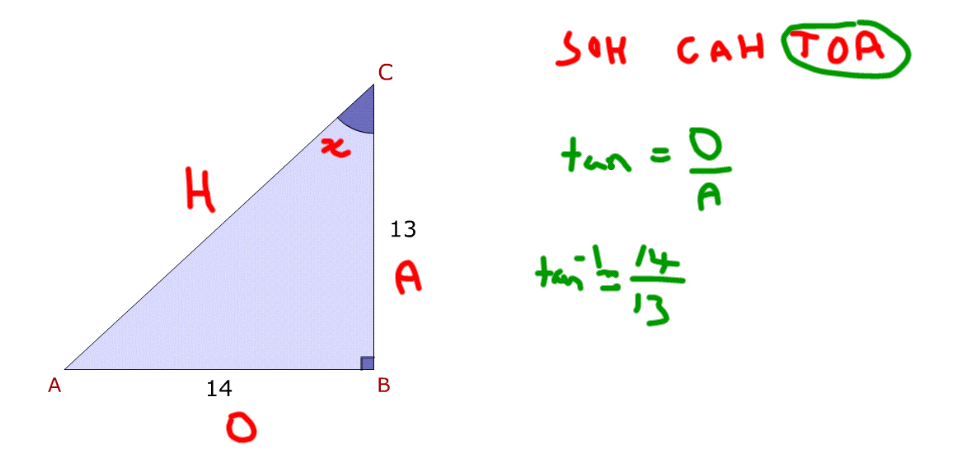 SOH CAH TOA
C
x
H
tan = O/A
13
A
tan⁻¹ = 14/13
A
14
B
O